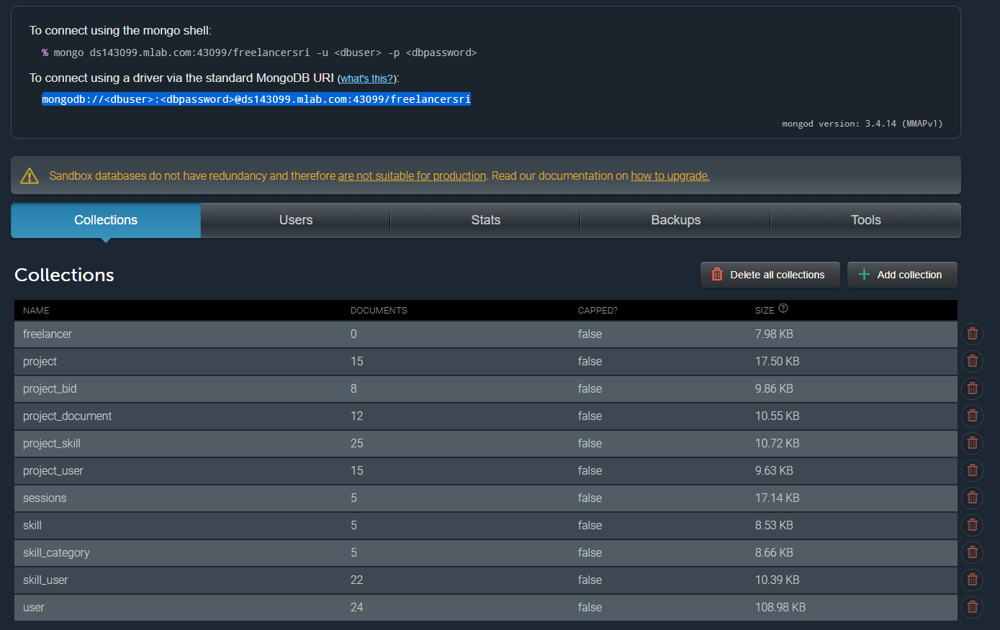 To connect using the mongo shell:
% mongo ds143099.mlab.com:43099/freelancersri -u <dbuser> -p <dbpassword>
To connect using a driver via the standard MongoDB URI (what's this?):
mongodb://<dbuser>:<dbpassword>@ds143099.mlab.com:43099/freelancersri
mongod version: 3.4.14 (MMAPv1)
Sandbox databases do not have redundancy and therefore are not suitable for production. Read our documentation on how to upgrade.
Collections Users Stats Backups Tools
Collections Delete all collections Add collection
NAME DOCUMENTS CAPPED? SIZE ?
freelancer 0 false 7.98 KB
project 15 false 17.50 KB
project_bid 8 false 9.86 KB
project_document 12 false 10.55 KB
project_skill 25 false 10.72 KB
project_user 15 false 9.63 KB
sessions 5 false 17.14 KB
skill 5 false 8.53 KB
skill_category 5 false 8.66 KB
skill_user 22 false 10.39 KB
user 24 false 108.98 KB